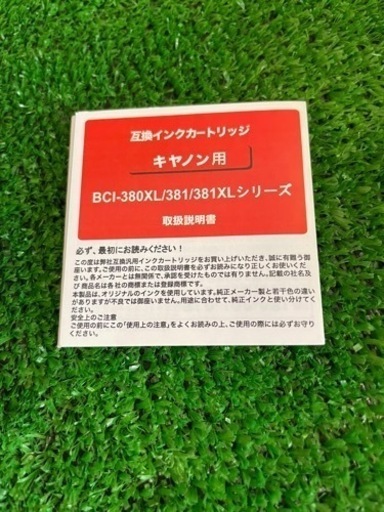 互換インクカートリッジ
キヤノン用
BCI-380XL/381/381XLシリーズ
取扱説明書
必ず、最初にお読みください！
この度は弊社互換汎用インクカートリッジをお買い上げいただき、誠に有難う御
座います。ご使用の前に、この取扱説明書を必ずお読みになり正しくお使いくだ
さい。各メーカーとは無関係で、承認を受けたものでは有りません。記載の社名及
び 商品名は各社の商標または登録商標です。
本製品は、オリジナルのインクを使用しています。純正メーカー製と若干色の違い
がありますが不良では御座いません。用途に合わせて、純正インクと使い分けてく
ださい。
安全上のご注意
ご使用の前にこの「使用上の注意」をよくお読みの上、ご使用の際には必ずお守り
ください。